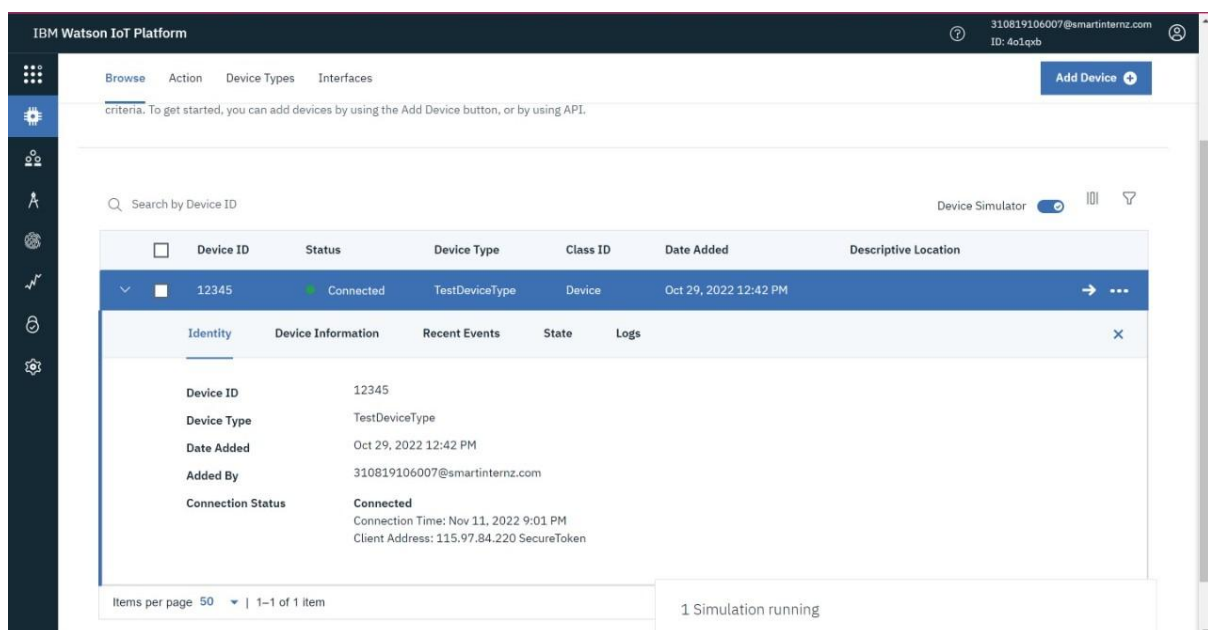 IBM Watson IoT Platform
310819106007@smartinternz.com
ID: 4o1qxb
Browse Action Device Types Interfaces
Add Device
criteria. To get started, you can add devices by using the Add Device button, or by using API.
Search by Device ID
Device Simulator
Device ID Status Device Type Class ID Date Added Descriptive Location
12345 Connected TestDeviceType Device Oct 29, 2022 12:42 PM
Identity Device Information Recent Events State Logs
Device ID 12345
Device Type TestDeviceType
Date Added Oct 29, 2022 12:42 PM
Added By 310819106007@smartinternz.com
Connection Status Connected
Connection Time: Nov 11, 2022 9:01 PM
Client Address: 115.97.84.220 SecureToken
Items per page 50 | 1–1 of 1 item
1 Simulation running